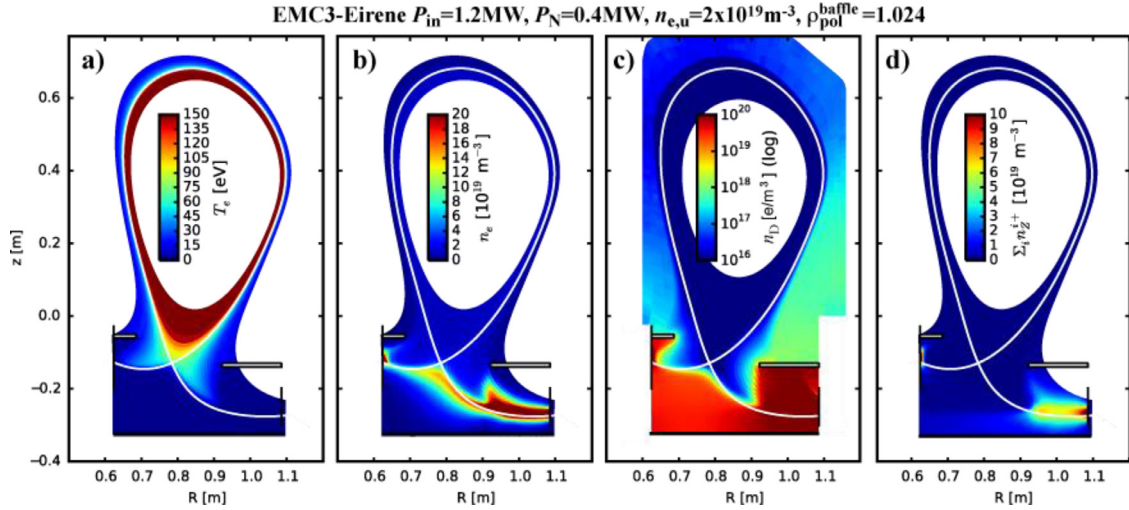 EMC3-Eirene P_in=1.2MW, P_N=0.4MW, n_e,u=2x10^19m^-3, ρ_pol^baffle=1.024
a) b) c) d)
150 135 120 105 90 75 60 45 30 15 0
T_e [eV]
20 18 16 14 12 10 8 6 4 2 0
n_e [10^19 m^-3]
10^20 10^19 10^18 10^17 10^16
n_D [e/m^3] (log)
10 9 8 7 6 5 4 3 2 1 0
Σ_i n_Z^i+ [10^19 m^-3]
z [m]
0.6
0.4
0.2
0.0
−0.2
−0.4
0.6 0.7 0.8 0.9 1.0 1.1 0.6 0.7 0.8 0.9 1.0 1.1 0.6 0.7 0.8 0.9 1.0 1.1 0.6 0.7 0.8 0.9 1.0 1.1
R [m] R [m] R [m] R [m]